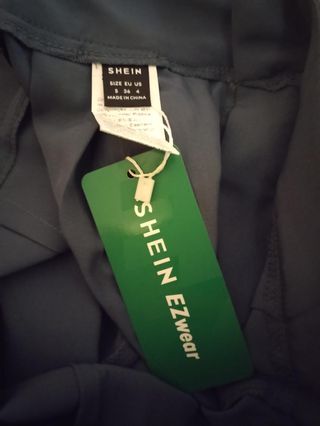 SHEIN
SIZE EU US
S 36 4
MADE IN CHINA
SHEIN EZwear